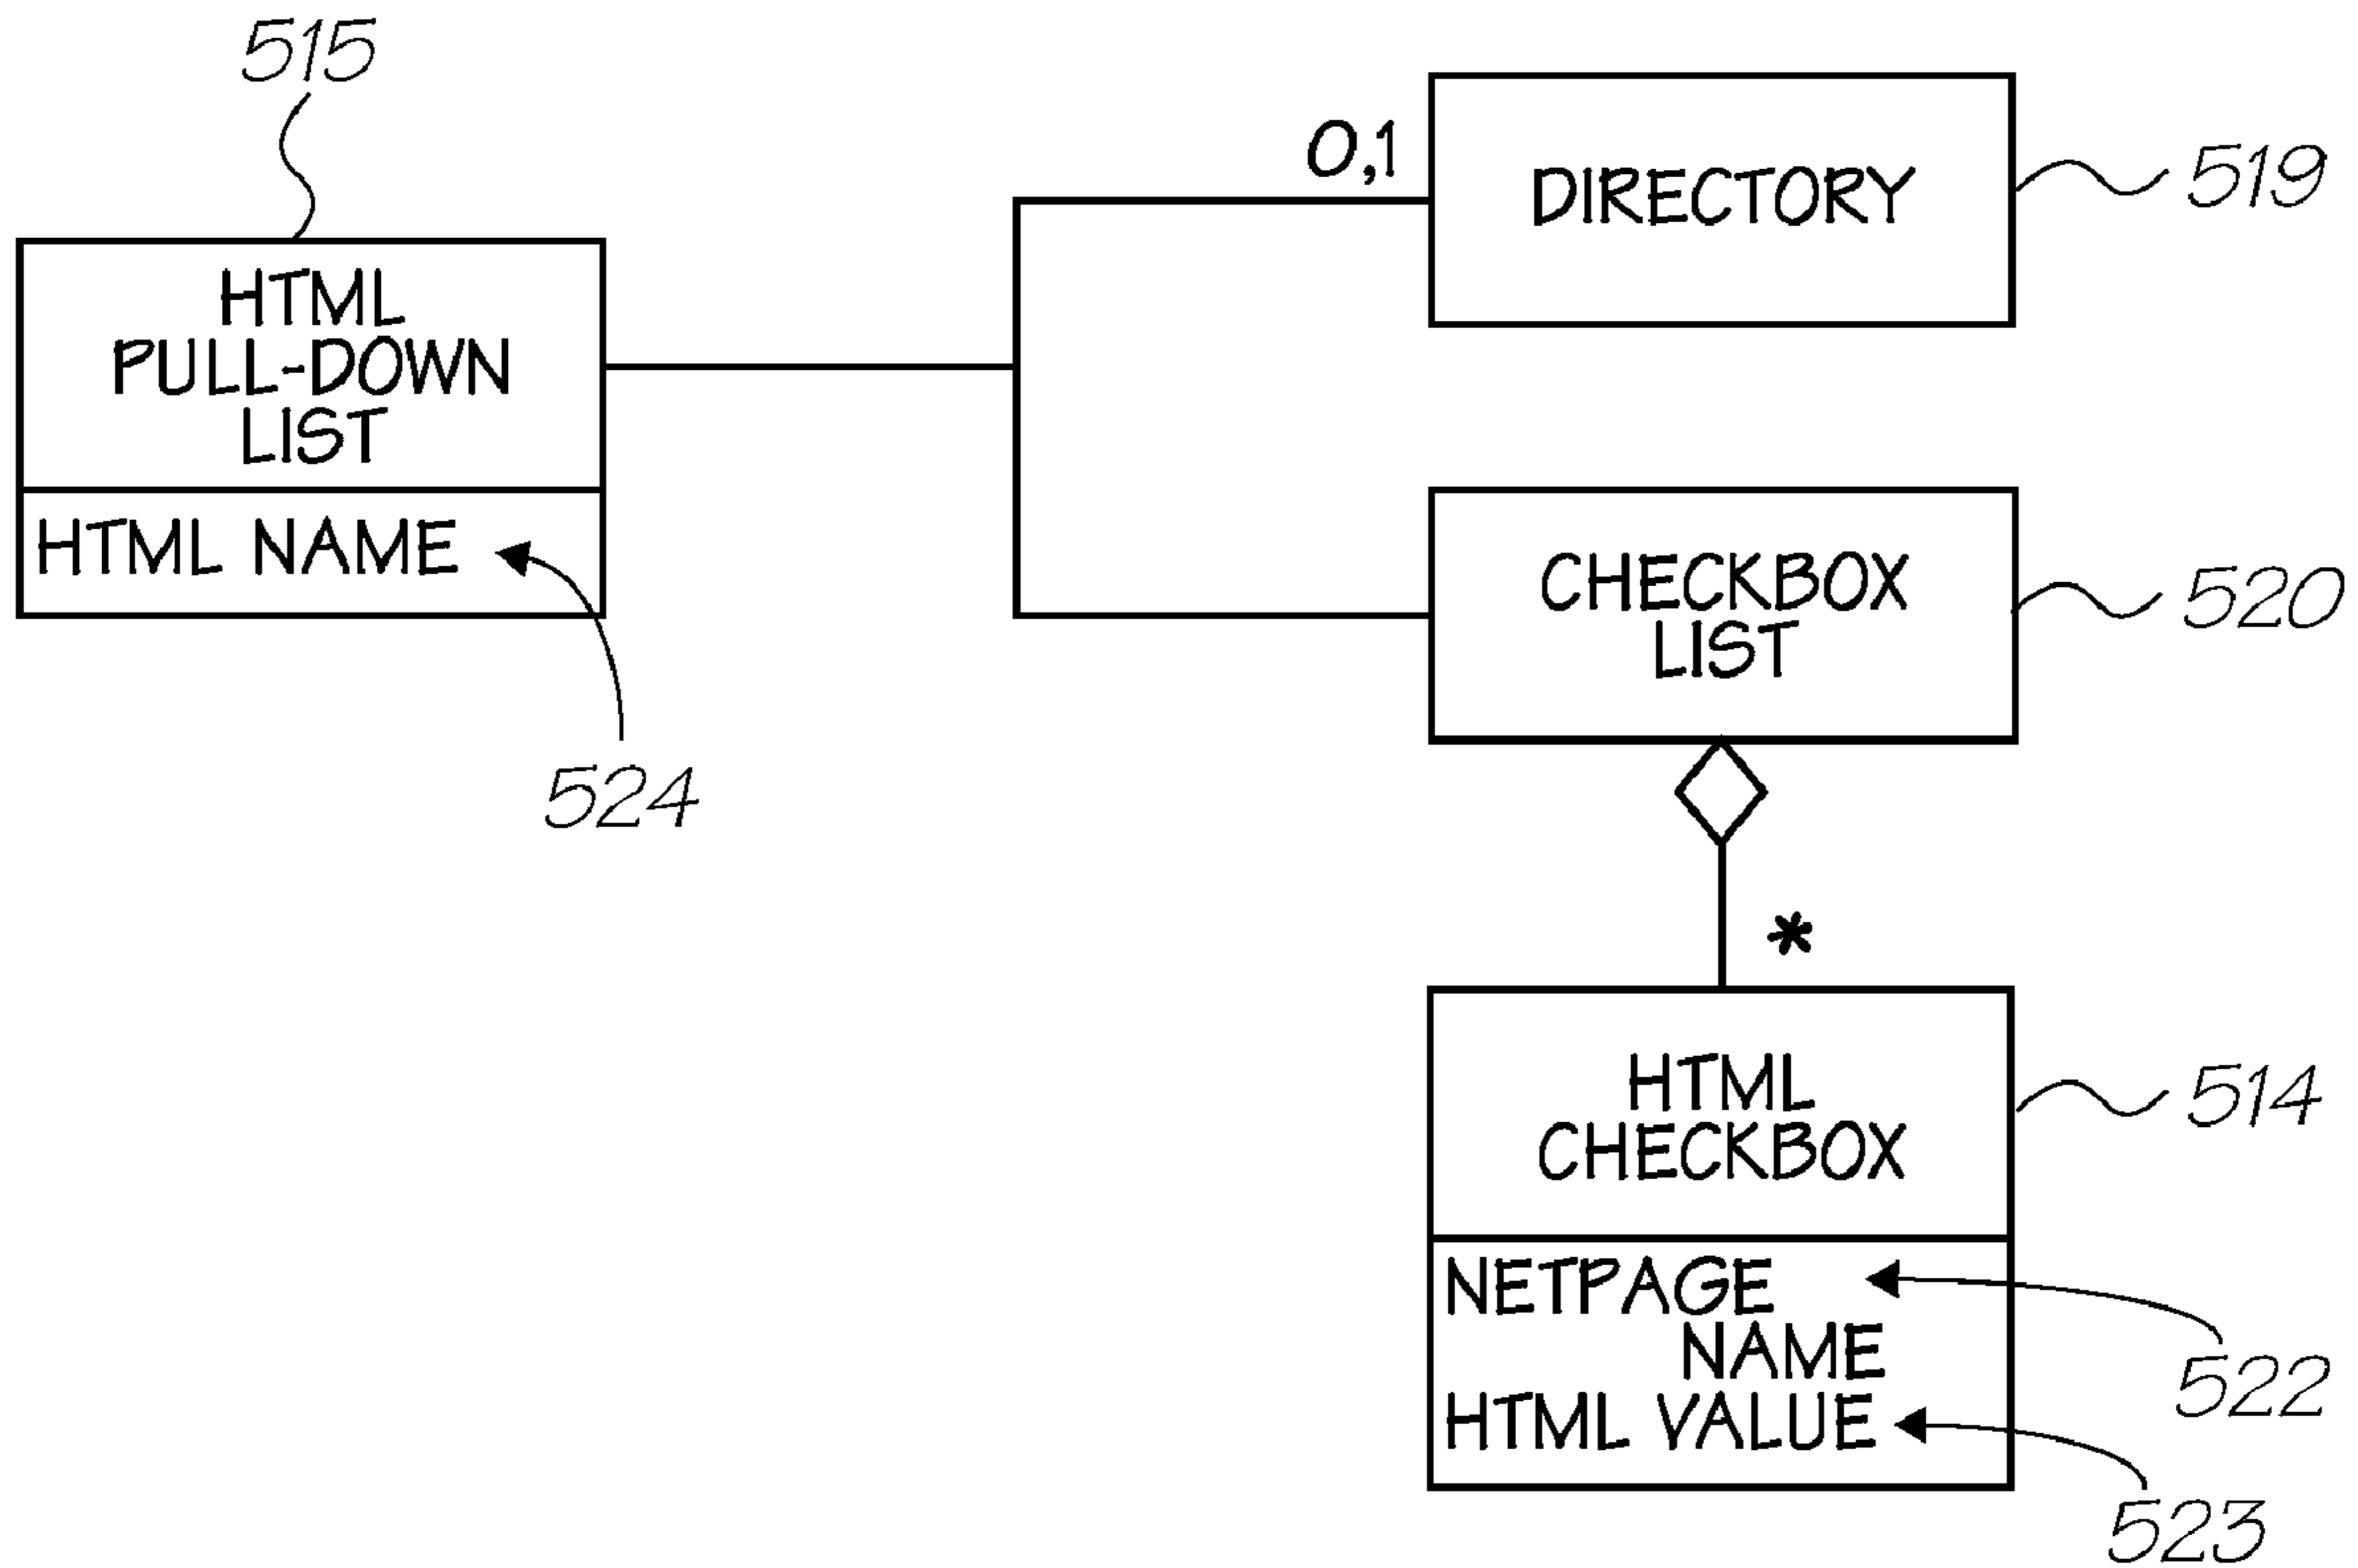 515
HTML
PULL-DOWN
LIST
HTML NAME
524
0,1
DIRECTORY
519
CHECKBOX
LIST
520
*
HTML
CHECKBOX
514
NETPAGE
NAME
HTML VALUE
522
523